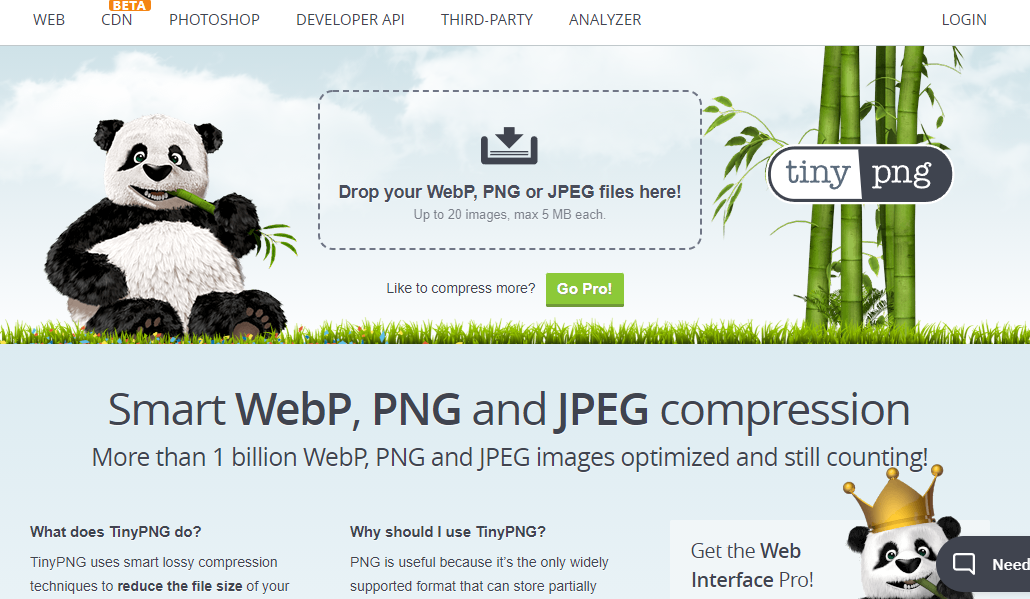 BETA
WEB CDN PHOTOSHOP DEVELOPER API THIRD-PARTY ANALYZER LOGIN
Drop your WebP, PNG or JPEG files here!
Up to 20 images, max 5 MB each.
tiny png
Like to compress more? Go Pro!
Smart WebP, PNG and JPEG compression
More than 1 billion WebP, PNG and JPEG images optimized and still counting!
What does TinyPNG do?
TinyPNG uses smart lossy compression
techniques to reduce the file size of your
Why should I use TinyPNG?
PNG is useful because it's the only widely
supported format that can store partially
Get the Web
Interface Pro!
Need